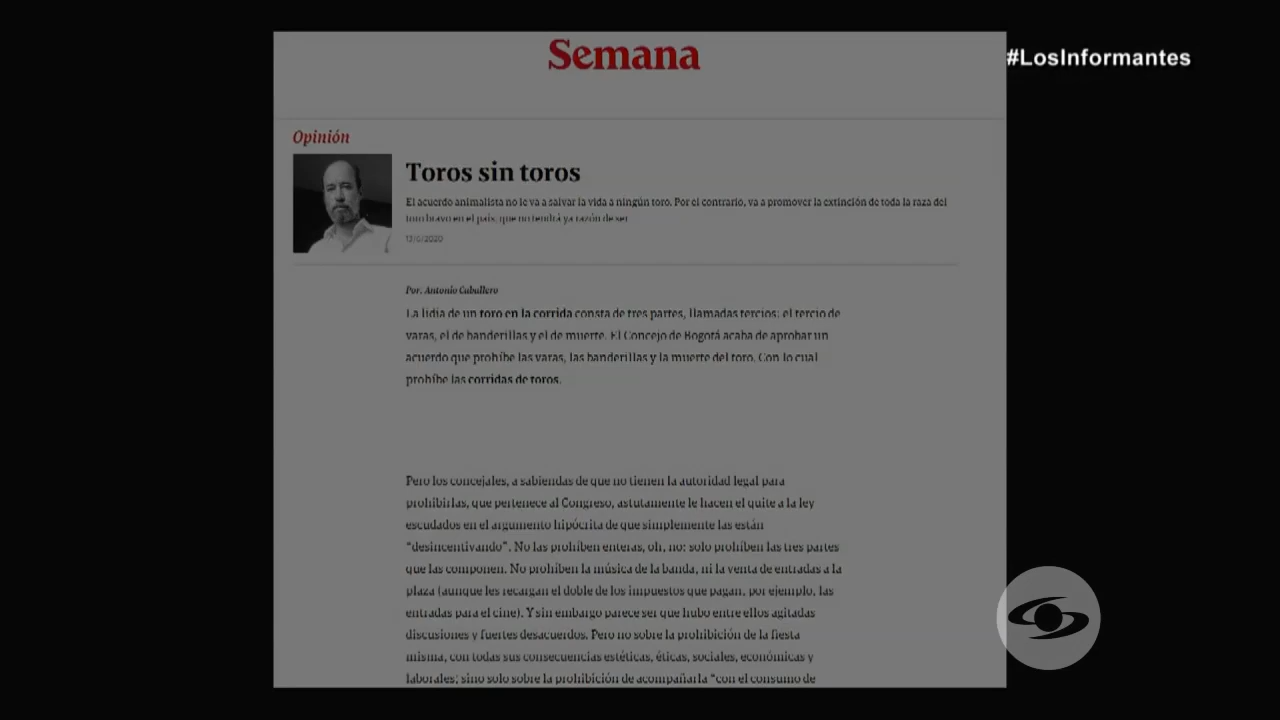 Semana
#LosInformantes
Opinión
Toros sin toros
El acuerdo animalista no le va a salvar la vida a ningún toro. Por el contrario, va a promover la extinción de toda la raza del
toro bravo en el país, que no tendrá ya razón de ser
13/6/2020
Por. Antonio Caballero
La lidia de un toro en la corrida consta de tres partes, llamadas tercios: el tercio de
varas, el de banderillas y el de muerte. El Concejo de Bogotá acaba de aprobar un
acuerdo que prohíbe las varas, las banderillas y la muerte del toro. Con lo cual
prohíbe las corridas de toros.
Pero los concejales, a sabiendas de que no tienen la autoridad legal para
prohibirlas, que pertenece al Congreso, astutamente le hacen el quite a la ley
escudados en el argumento hipócrita de que simplemente las están
“desincentivando”. No las prohíben enteras, oh, no: solo prohíben las tres partes
que las componen. No prohíben la música de la banda, ni la venta de entradas a la
plaza (aunque les recargan el doble de los impuestos que pagan, por ejemplo, las
entradas para el cine). Y sin embargo parece ser que hubo entre ellos agitadas
discusiones y fuertes desacuerdos. Pero no sobre la prohibición de la fiesta
misma, con todas sus consecuencias estéticas, éticas, sociales, económicas y
laborales; sino solo sobre la prohibición de acompañarla “con el consumo de